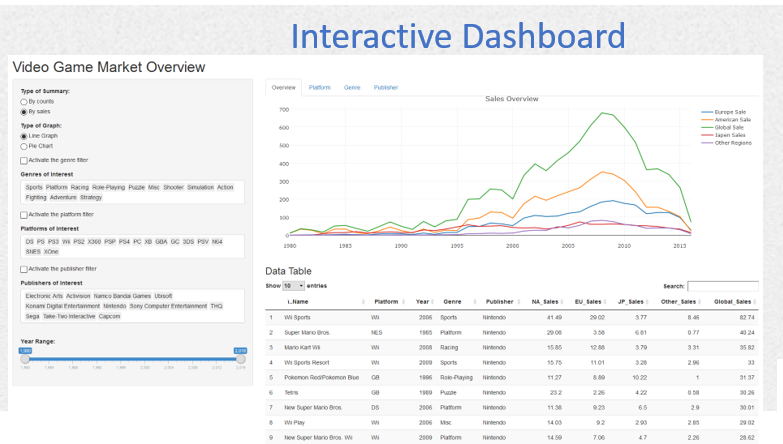 Interactive Dashboard
Video Game Market Overview
Type of Summary:
By counts
By sales
Type of Graph:
Line Graph
Pie Chart
Activate the genre filter
Genres of Interest
Sports Platform Racing Role-Playing Puzzle Misc Shooter Simulation Action
Fighting Adventure Strategy
Activate the platform filter
Platforms of Interest
DS PS PS3 Wii PS2 X360 PSP PS4 PC XB GBA GC 3DS PSV N64
SNES XOne
Activate the publisher filter
Publishers of Interest
Electronic Arts Activision Namco Bandai Games Ubisoft
Konami Digital Entertainment Nintendo Sony Computer Entertainment THQ
Sega Take-Two Interactive Capcom
Year Range:
1,980 2,016
Overview Platform Genre Publisher
Sales Overview
700
600
500
400
300
200
100
0
1980 1985 1990 1995 2000 2005 2010 2015
Europe Sale
American Sale
Global Sale
Japen Sales
Other Regions
Data Table
Show 10 entries
Search:
Name Platform Year Genre Publisher NA_Sales EU_Sales JP_Sales Other_Sales Global_Sales
1 Wii Sports Wii 2006 Sports Nintendo 41.49 29.02 3.77 8.46 82.74
2 Super Mario Bros. NES 1985 Platform Nintendo 29.08 3.58 6.81 0.77 40.24
3 Mario Kart Wii Wii 2008 Racing Nintendo 15.85 12.88 3.79 3.31 35.82
4 Wii Sports Resort Wii 2009 Sports Nintendo 15.75 11.01 3.28 2.96 33
5 Pokemon Red/Pokemon Blue GB 1996 Role-Playing Nintendo 11.27 8.89 10.22 1 31.37
6 Tetris GB 1989 Puzzle Nintendo 23.2 2.26 4.22 0.58 30.26
7 New Super Mario Bros. DS 2006 Platform Nintendo 11.38 9.23 6.5 2.9 30.01
8 Wii Play Wii 2006 Misc Nintendo 14.03 9.2 2.93 2.85 29.02
9 New Super Mario Bros. Wii Wii 2009 Platform Nintendo 14.59 7.06 4.7 2.26 28.62